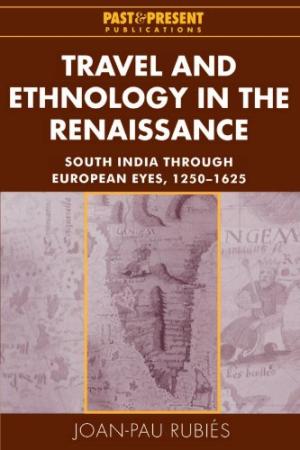 PAST&PRESENT
PUBLICATIONS
TRAVEL AND
ETHNOLOGY IN THE
RENAISSANCE
SOUTH INDIA THROUGH
EUROPEAN EYES, 1250–1625
JOAN-PAU RUBIÉS